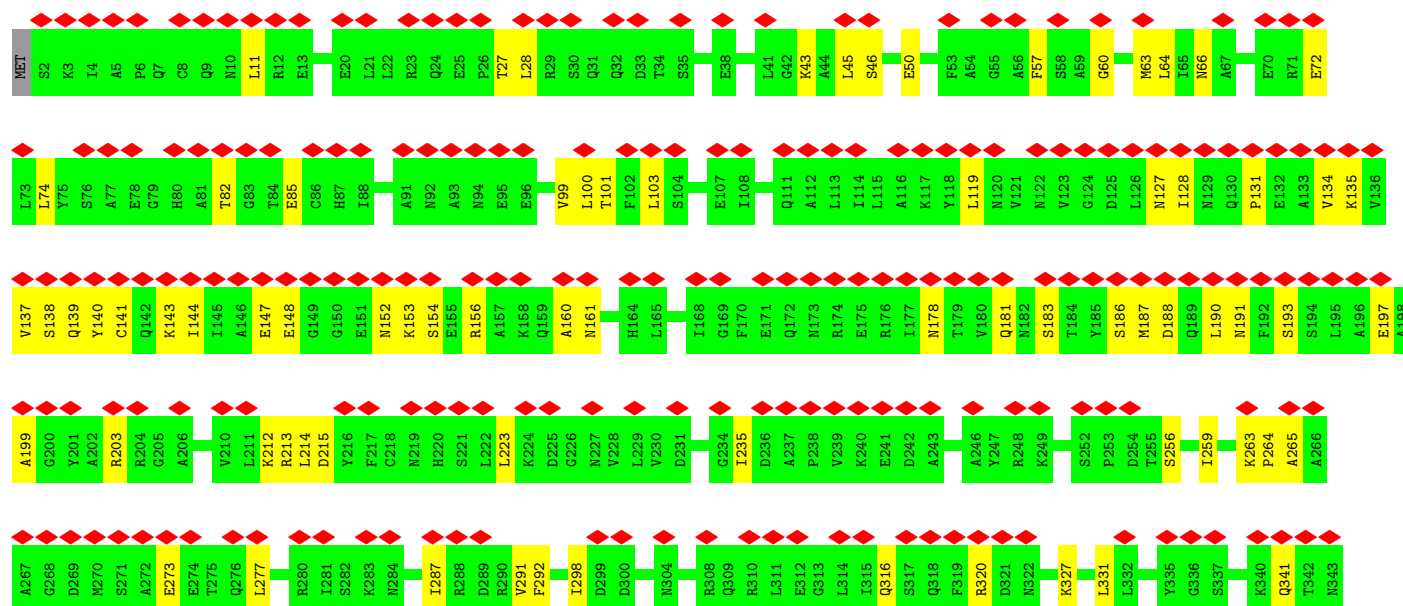 MET S2 K3 I4 A5 P6 Q7 C8 Q9 N10 L11 R12 E13 E20 L21 L22 R23 Q24 E25 P26 T27 L28 R29 S30 Q31 Q32 D33 T34 S35 E38 L41 G42 K43 A44 L45 S46 E50 F53 A54 G55 A56 F57 S58 A59 G60 M63 L64 I65 N66 A67 E70 R71 E72
L73 L74 Y75 S76 A77 E78 G79 H80 A81 T82 G83 T84 E85 C86 H87 I88 A91 N92 A93 N94 E95 E96 V99 L100 T101 F102 L103 S104 E107 I108 Q111 A112 L113 I114 L115 A116 K117 Y118 L119 N120 V121 N122 V123 G124 D125 L126 N127 I128 N129 Q130 P131 E132 A133 V134 K135 V136
V137 S138 Q139 Y140 C141 Q142 K143 I144 I145 A146 E147 E148 G149 G150 E151 N152 K153 S154 E155 R156 A157 K158 Q159 A160 N161 H164 L165 I168 G169 F170 E171 Q172 N173 R174 E175 R176 I177 N178 T179 V180 Q181 N182 S183 T184 Y185 S186 M187 D188 Q189 L190 N191 F192 S193 S194 L195 A196 E197 A198
A199 G200 Y201 A202 R203 R204 G205 A206 V210 L211 K212 R213 L214 D215 Y216 F217 C218 N219 H220 S221 L222 L223 K224 D225 G226 N227 V228 L229 V230 D231 G234 I235 D236 A237 P238 V239 K240 E241 D242 A243 A246 Y247 R248 K249 S252 P253 D254 T255 S256 I259 K263 P264 A265 A266
A267 G268 D269 M270 S271 A272 E273 E274 T275 Q276 L277 R280 I281 S282 K283 N284 I287 R288 D289 R290 V291 F292 I298 D299 D300 N304 R308 Q309 R310 L311 E312 G313 L314 I315 Q316 S317 Q318 F319 R320 D321 N322 K327 L331 L332 Y335 G336 S337 K340 Q341 T342 N343